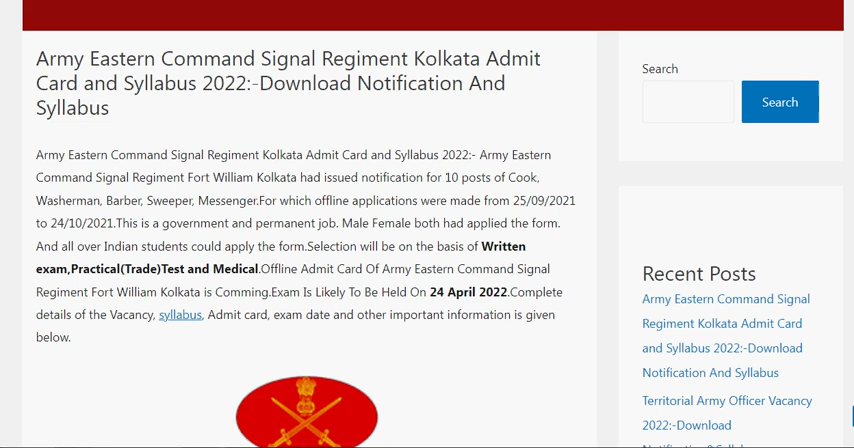 Army Eastern Command Signal Regiment Kolkata Admit
Card and Syllabus 2022:-Download Notification And
Syllabus
Army Eastern Command Signal Regiment Kolkata Admit Card and Syllabus 2022:- Army Eastern
Command Signal Regiment Fort William Kolkata had issued notification for 10 posts of Cook,
Washerman, Barber, Sweeper, Messenger.For which offline applications were made from 25/09/2021
to 24/10/2021.This is a government and permanent job. Male Female both had applied the form.
And all over Indian students could apply the form.Selection will be on the basis of Written
exam,Practical(Trade)Test and Medical.Offline Admit Card Of Army Eastern Command Signal
Regiment Fort William Kolkata is Comming.Exam Is Likely To Be Held On 24 April 2022.Complete
details of the Vacancy, syllabus, Admit card, exam date and other important information is given
below.
Search
Search
Recent Posts
Army Eastern Command Signal
Regiment Kolkata Admit Card
and Syllabus 2022:-Download
Notification And Syllabus
Territorial Army Officer Vacancy
2022:-Download